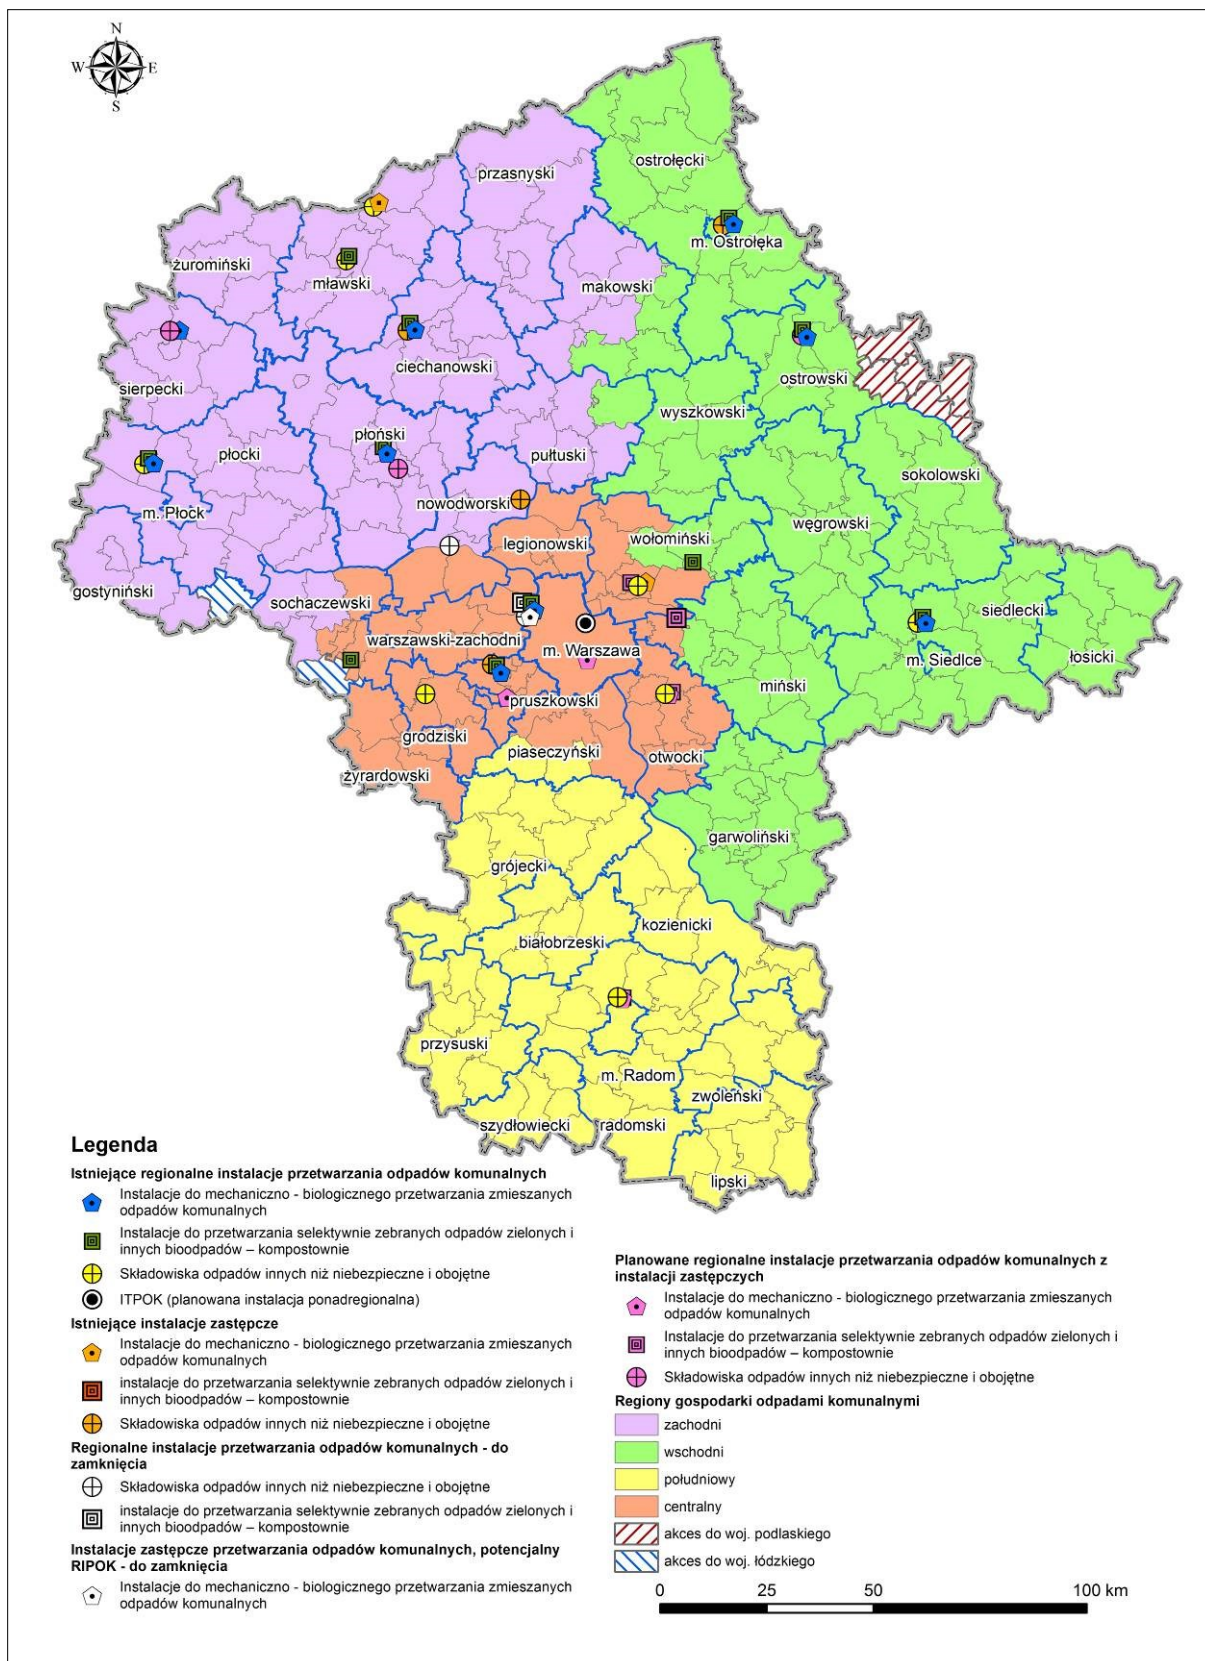 N
W E
S
ostrołęcki
przasnyski
m. Ostrołęka
żuromiński
mławski
makowski
ciechanowski
ostrowski
sierpecki
wyszkowski
płoński
płocki
pułtuski
sokolowski
nowodworski
m. Płock
węgrowski
wołomiński
legionowski
gostyniński
sochaczewski
siedlecki
warszawski-zachodni
m. Warszawa
m. Siedlce
łosicki
miński
pruszkowski
grodziski
piaseczyński
otwocki
żyrardowski
garwoliński
grójecki
kozienicki
białobrzeski
przysuski
m. Radom
zwoleński
szydłowiecki
radomski
lipski
Legenda
Istniejące regionalne instalacje przetwarzania odpadów komunalnych
Instalacje do mechaniczno - biologicznego przetwarzania zmieszanych
odpadów komunalnych
Instalacje do przetwarzania selektywnie zebranych odpadów zielonych i
innych bioodpadów – kompostownie
Składowiska odpadów innych niż niebezpieczne i obojętne
ITPOK (planowana instalacja ponadregionalna)
Istniejące instalacje zastępcze
Instalacje do mechaniczno - biologicznego przetwarzania zmieszanych
odpadów komunalnych
instalacje do przetwarzania selektywnie zebranych odpadów zielonych i
innych bioodpadów – kompostownie
Składowiska odpadów innych niż niebezpieczne i obojętne
Regionalne instalacje przetwarzania odpadów komunalnych - do
zamknięcia
Składowiska odpadów innych niż niebezpieczne i obojętne
instalacje do przetwarzania selektywnie zebranych odpadów zielonych i
innych bioodpadów – kompostownie
Instalacje zastępcze przetwarzania odpadów komunalnych, potencjalny
RIPOK - do zamknięcia
Instalacje do mechaniczno - biologicznego przetwarzania zmieszanych
odpadów komunalnych
Planowane regionalne instalacje przetwarzania odpadów komunalnych z
instalacji zastępczych
Instalacje do mechaniczno - biologicznego przetwarzania zmieszanych
odpadów komunalnych
Instalacje do przetwarzania selektywnie zebranych odpadów zielonych i
innych bioodpadów – kompostownie
Składowiska odpadów innych niż niebezpieczne i obojętne
Regiony gospodarki odpadami komunalnymi
zachodni
wschodni
południowy
centralny
akces do woj. podlaskiego
akces do woj. łódzkiego
0 25 50 100 km